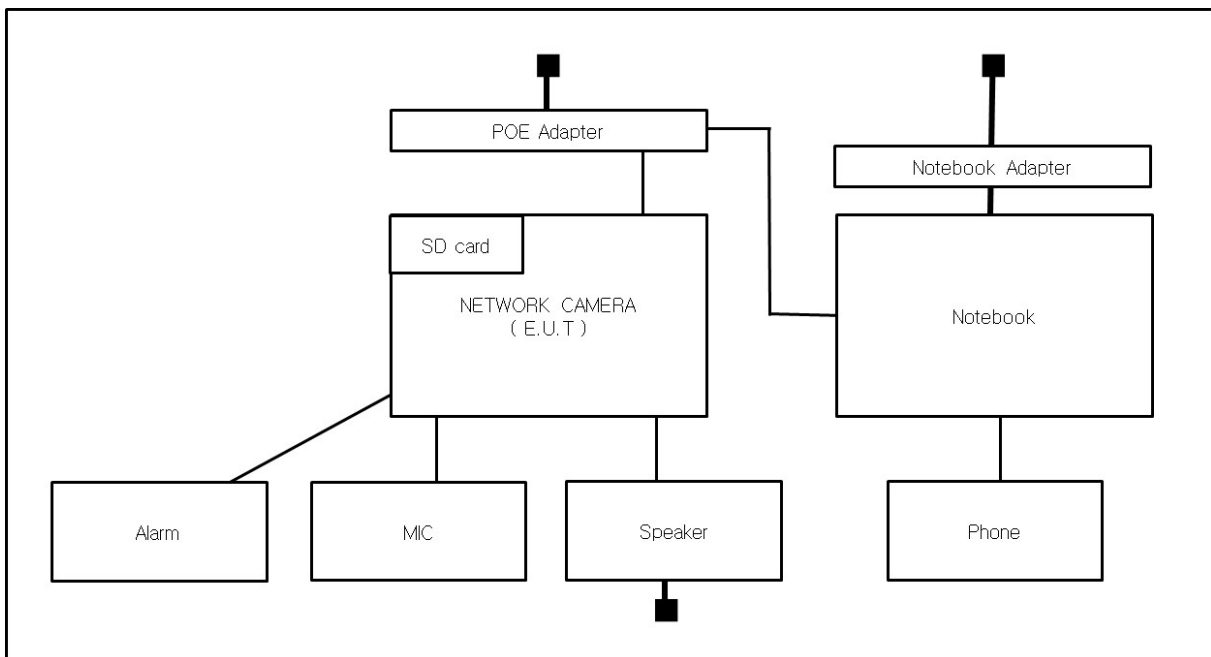 POE Adapter
Notebook Adapter
SD card
NETWORK CAMERA
( E.U.T )
Notebook
Alarm
MIC
Speaker
Phone